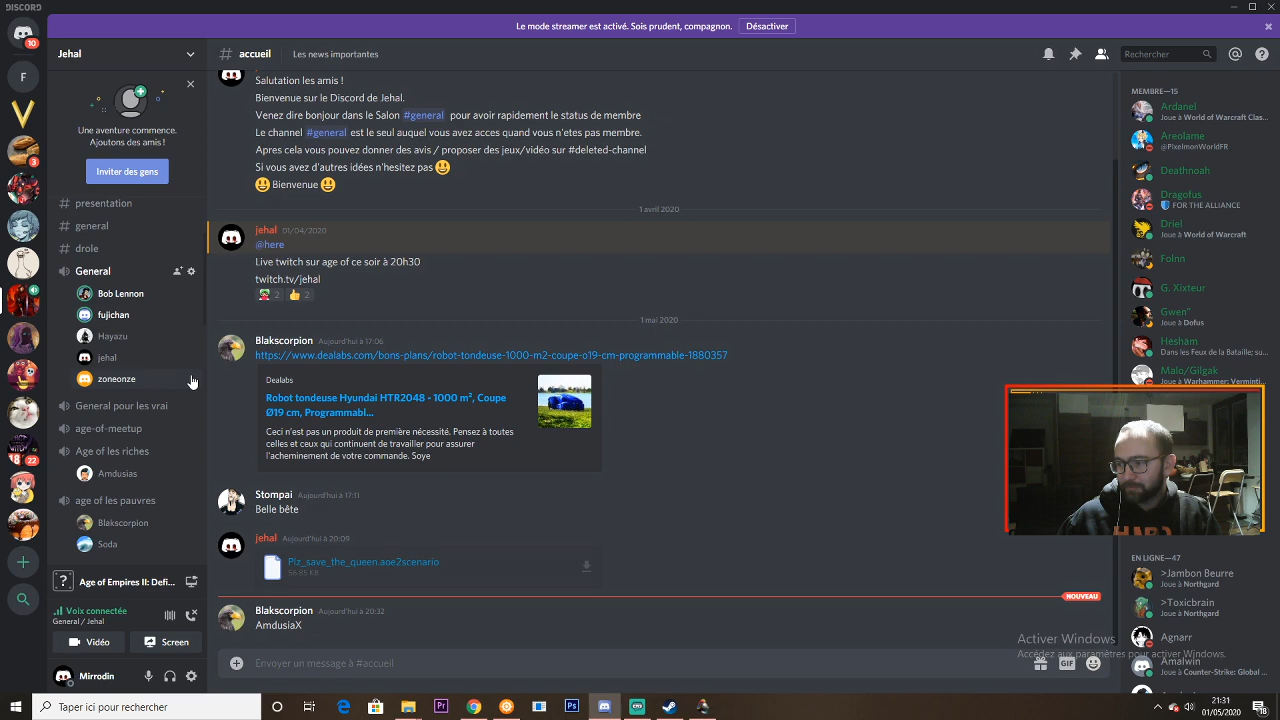 DISCORD
Le mode streamer est activé. Sois prudent, compagnon.
Désactiver
10
F
3
18
22
Jehal
Une aventure commence.
Ajoutons des amis !
Inviter des gens
presentation
general
drole
General
Bob Lennon
fujichan
Hayazu
jehal
zoneonze
General pour les vrai
age-of-meetup
Age of les riches
Amdusias
age of les pauvres
Blakscorpion
Soda
Age of Empires II: Defi...
Voix connectée
General / Jehal
Vidéo
Screen
Mirrodin
# accueil
Les news importantes
Rechercher
Salutation les amis !
Bienvenue sur le Discord de Jehal.
Venez dire bonjour dans le Salon #general pour avoir rapidement le status de membre
Le channel #general est le seul auquel vous avez acces quand vous n'etes pas membre.
Apres cela vous pouvez donner des avis / proposer des jeux/vidéo sur #deleted-channel
Si vous avez d'autres idées n'hesitez pas
Bienvenue
1 avril 2020
jehal 01/04/2020
@here
Live twitch sur age of ce soir à 20h30
twitch.tv/jehal
2
2
1 mai 2020
Blakscorpion Aujourd'hui à 17:06
https://www.dealabs.com/bons-plans/robot-tondeuse-1000-m2-coupe-o19-cm-programmable-1880357
Dealabs
Robot tondeuse Hyundai HTR2048 - 1000 m², Coupe
Ø19 cm, Programmabl...
Ceci n'est pas un produit de première nécessité. Pensez à toutes
celles et ceux qui continuent de travailler pour assurer
l'acheminement de votre commande. Soye
Stompai Aujourd'hui à 17:11
Belle bête
jehal Aujourd'hui à 20:09
Plz_save_the_queen.aoe2scenario
56.85 KB
NOUVEAU
Blakscorpion Aujourd'hui à 20:32
AmdusiaX
Envoyer un message à #accueil
GIF
MEMBRE—15
Ardanel
Joue à World of Warcraft Clas...
Areolame
@PixelmonWorldFR
Deathnoah
Dragofus
FOR THE ALLIANCE
Driel
Joue à World of Warcraft
Folnn
G. Xixteur
Gwen"
Joue à Dofus
Hesham
Dans les Feux de la Bataille; su...
Malo/Gilgak
Joue à Warhammer: Verminti...
EN LIGNE—47
>Jambon Beurre
Joue à Northgard
>Toxicbrain
Joue à Northgard
Agnarr
Amalwin
Joue à Counter-Strike: Global ...
Activer Windows
Accédez aux paramètres pour activer Windows.
Taper ici pour rechercher
Pr
Ps
21:31
01/05/2020
18